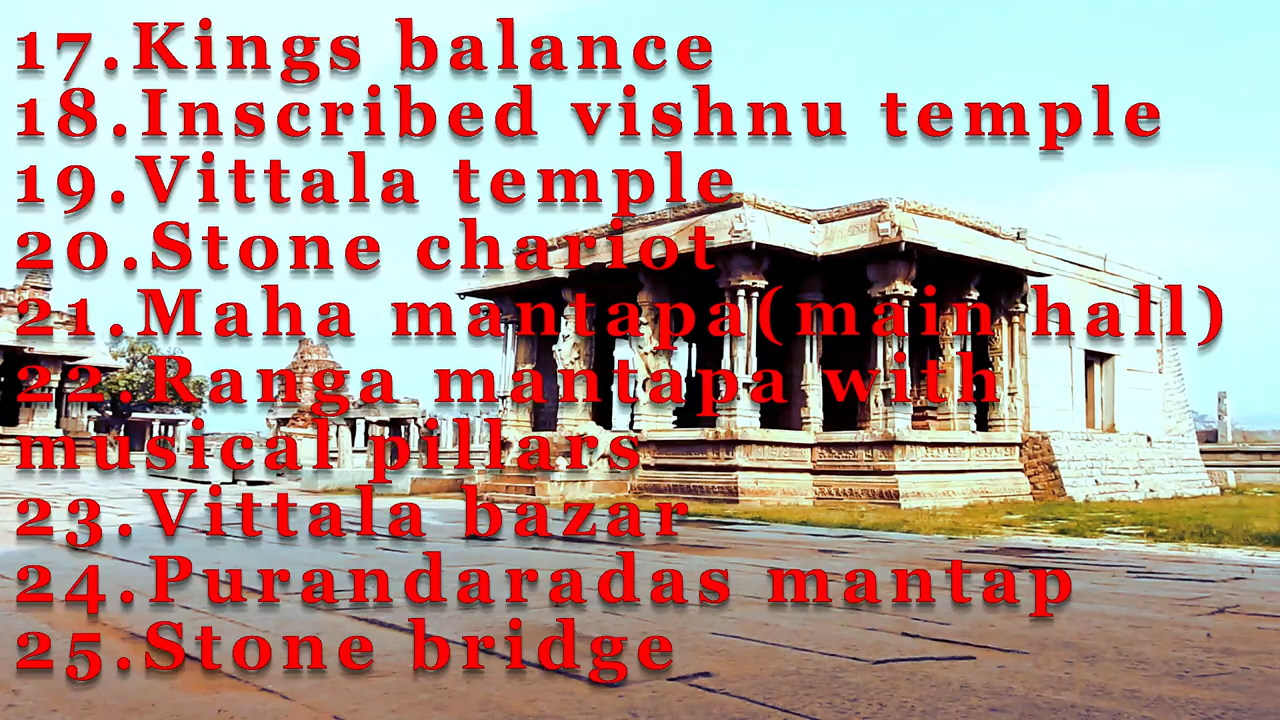 17.Kings balance
18.Inscribed vishnu temple
19.Vittala temple
20.Stone chariot
21.Maha mantapa(main hall)
22.Ranga mantapa with
musical pillars
23.Vittala bazar
24.Purandaradas mantap
25.Stone bridge